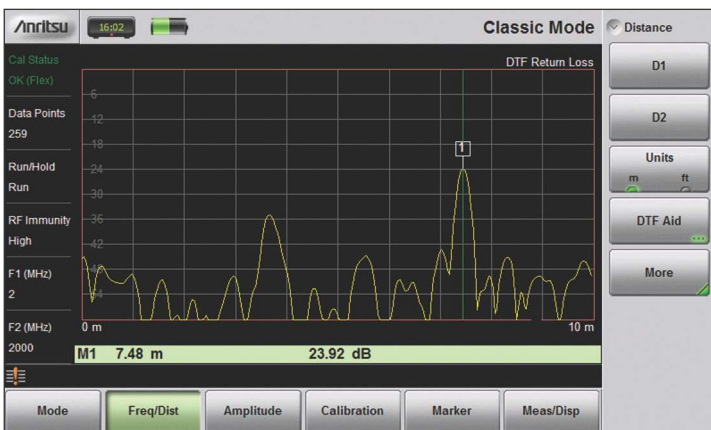 Anritsu
16:02
Classic Mode
Distance
Cal Status
OK (Flex)
DTF Return Loss
D1
6
Data Points
259
12
D2
18
1
Run/Hold
Run
24
Units
m ft
30
RF Immunity
High
36
DTF Aid
42
F1 (MHz)
2
48
More
54
F2 (MHz)
2000
0 m
10 m
M1 7.48 m 23.92 dB
Mode
Freq/Dist
Amplitude
Calibration
Marker
Meas/Disp